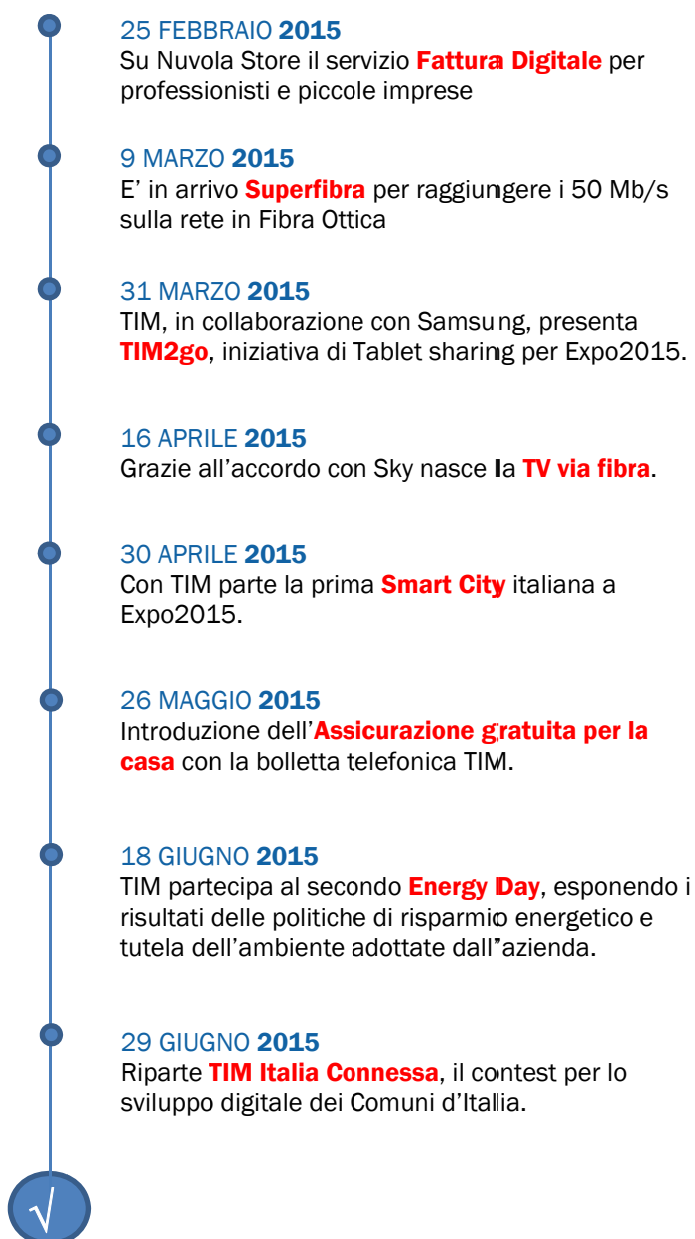 25 FEBBRAIO 2015
Su Nuvola Store il servizio Fattura Digitale per
professionisti e piccole imprese
9 MARZO 2015
E’ in arrivo Superfibra per raggiungere i 50 Mb/s
sulla rete in Fibra Ottica
31 MARZO 2015
TIM, in collaborazione con Samsung, presenta
TIM2go, iniziativa di Tablet sharing per Expo2015.
16 APRILE 2015
Grazie all’accordo con Sky nasce la TV via fibra.
30 APRILE 2015
Con TIM parte la prima Smart City italiana a
Expo2015.
26 MAGGIO 2015
Introduzione dell’Assicurazione gratuita per la
casa con la bolletta telefonica TIM.
18 GIUGNO 2015
TIM partecipa al secondo Energy Day, esponendo i
risultati delle politiche di risparmio energetico e
tutela dell’ambiente adottate dall’azienda.
29 GIUGNO 2015
Riparte TIM Italia Connessa, il contest per lo
sviluppo digitale dei Comuni d’Italia.
√